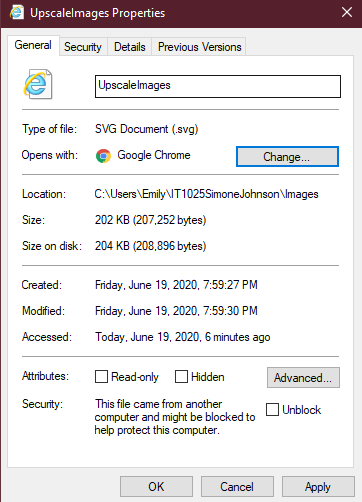 UpscaleImages Properties
General Security Details Previous Versions
UpscaleImages
Type of file: SVG Document (.svg)
Opens with: Google Chrome Change...
Location: C:\Users\Emily\IT1025SimoneJohnson\Images
Size: 202 KB (207,252 bytes)
Size on disk: 204 KB (208,896 bytes)
Created: Friday, June 19, 2020, 7:59:27 PM
Modified: Friday, June 19, 2020, 7:59:30 PM
Accessed: Today, June 19, 2020, 6 minutes ago
Attributes: Read-only Hidden Advanced...
Security: This file came from another
computer and might be blocked to
help protect this computer.
Unblock
OK Cancel Apply